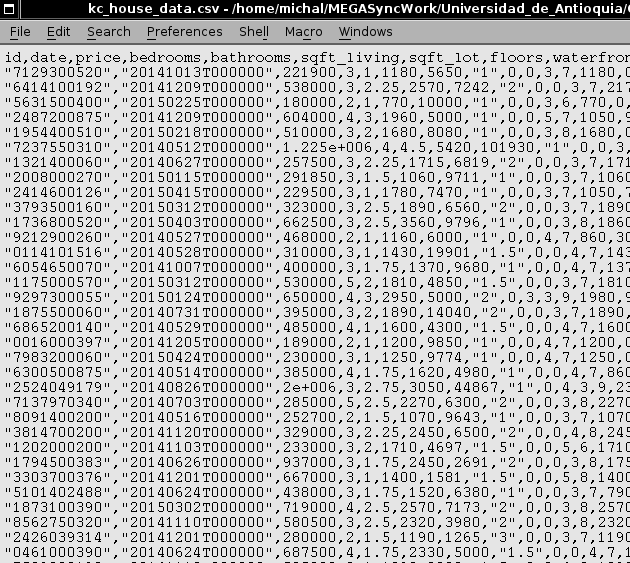 kc_house_data.csv - /home/michal/MEGASyncWork/Universidad_de_Antioquia/
File Edit Search Preferences Shell Macro Windows
id,date,price,bedrooms,bathrooms,sqft_living,sqft_lot,floors,waterfron
"7129300520","20141013T000000",221900,3,1,1180,5650,"1",0,0,3,7,1180,0
"6414100192","20141209T000000",538000,3,2.25,2570,7242,"2",0,0,3,7,217
"5631500400","20150225T000000",180000,2,1,770,10000,"1",0,0,3,6,770,0,
"2487200875","20141209T000000",604000,4,3,1960,5000,"1",0,0,5,7,1050,9
"1954400510","20150218T000000",510000,3,2,1680,8080,"1",0,0,3,8,1680,0
"7237550310","20140512T000000",1.225e+006,4,4.5,5420,101930,"1",0,0,3,
"1321400060","20140627T000000",257500,3,2.25,1715,6819,"2",0,0,3,7,171
"2008000270","20150115T000000",291850,3,1.5,1060,9711,"1",0,0,3,7,1060
"2414600126","20150415T000000",229500,3,1,1780,7470,"1",0,0,3,7,1050,7
"3793500160","20150312T000000",323000,3,2.5,1890,6560,"2",0,0,3,7,1890
"1736800520","20150403T000000",662500,3,2.5,3560,9796,"1",0,0,3,8,1860
"9212900260","20140527T000000",468000,2,1,1160,6000,"1",0,0,4,7,860,30
"0114101516","20140528T000000",310000,3,1,1430,19901,"1.5",0,0,4,7,143
"6054650070","20141007T000000",400000,3,1.75,1370,9680,"1",0,0,4,7,137
"1175000570","20150312T000000",530000,5,2,1810,4850,"1.5",0,0,3,7,1810
"9297300055","20150124T000000",650000,4,3,2950,5000,"2",0,3,3,9,1980,9
"1875500060","20140731T000000",395000,3,2,1890,14040,"2",0,0,3,7,1890,
"6865200140","20140529T000000",485000,4,1,1600,4300,"1.5",0,0,4,7,1600
"0016000397","20141205T000000",189000,2,1,1200,9850,"1",0,0,4,7,1200,0
"7983200060","20150424T000000",230000,3,1,1250,9774,"1",0,0,4,7,1250,0
"6300500875","20140514T000000",385000,4,1.75,1620,4980,"1",0,0,4,7,860
"2524049179","20140826T000000",2e+006,3,2.75,3050,44867,"1",0,4,3,9,23
"7137970340","20140703T000000",285000,5,2.5,2270,6300,"2",0,0,3,8,2270
"8091400200","20140516T000000",252700,2,1.5,1070,9643,"1",0,0,3,7,1070
"3814700200","20141120T000000",329000,3,2.25,2450,6500,"2",0,0,4,8,245
"1202000200","20141103T000000",233000,3,2,1710,4697,"1.5",0,0,5,6,1710
"1794500383","20140626T000000",937000,3,1.75,2450,2691,"2",0,0,3,8,175
"3303700376","20141201T000000",667000,3,1,1400,1581,"1.5",0,0,5,8,1400
"5101402488","20140624T000000",438000,3,1.75,1520,6380,"1",0,0,3,7,790
"1873100390","20150302T000000",719000,4,2.5,2570,7173,"2",0,0,3,8,2570
"8562750320","20141110T000000",580500,3,2.5,2320,3980,"2",0,0,3,8,2320
"2426039314","20141201T000000",280000,2,1.5,1190,1265,"3",0,0,3,7,1190
"0461000390","20140624T000000",687500,4,1.75,2330,5000,"1.5",0,0,4,7,1